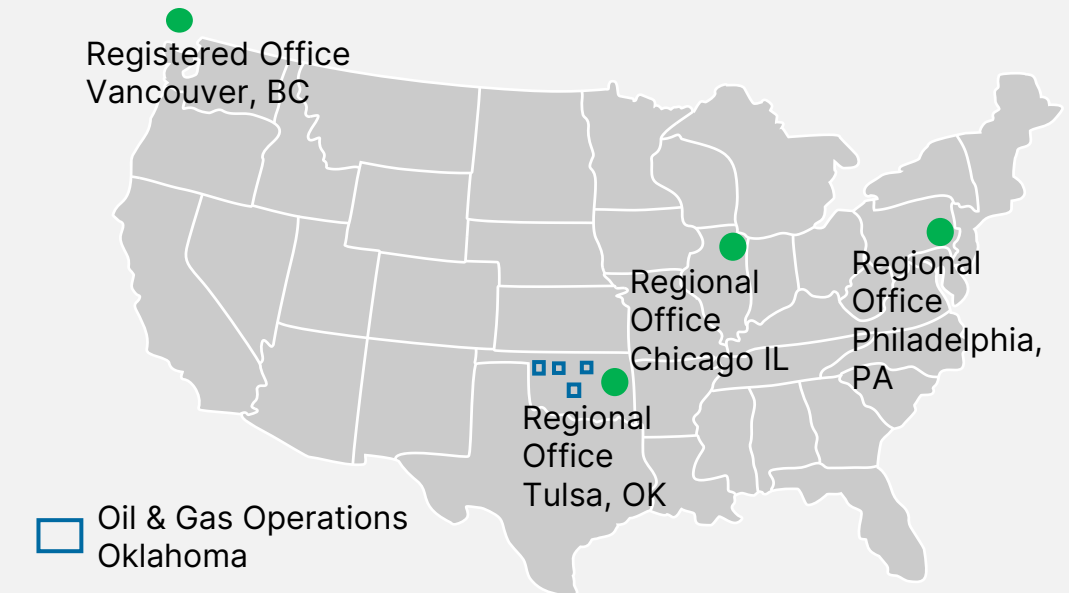 Registered Office
Vancouver, BC
Regional
Office
Chicago IL
Regional
Office
Philadelphia,
PA
Regional
Office
Tulsa, OK
Oil & Gas Operations
Oklahoma